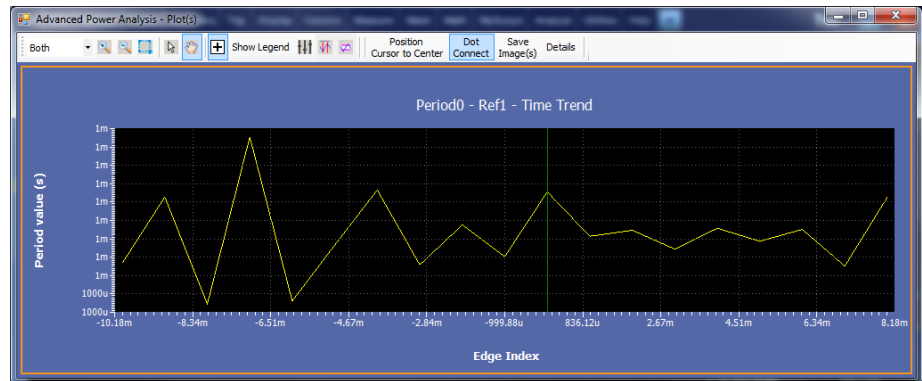 Advanced Power Analysis - Plot(s)
Both
Show Legend
Position Cursor to Center
Dot Connect
Save Image(s)
Details
Period0 - Ref1 - Time Trend
Period value (s)
1m
1m
1m
1m
1m
1m
1m
1m
1m
1000u
1000u
-10.18m -8.34m -6.51m -4.67m -2.84m -999.88u 836.12u 2.67m 4.51m 6.34m 8.18m
Edge Index